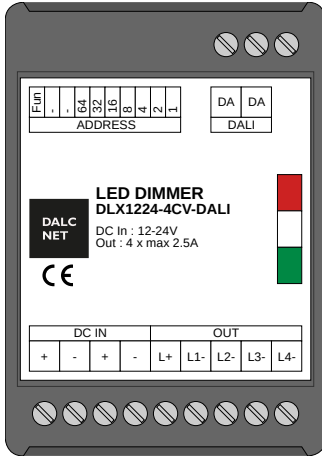 Fun - - 64 32 16 8 4 2 1
ADDRESS
DA DA
DALI
DALC
NET
LED DIMMER
DLX1224-4CV-DALI
DC In : 12-24V
Out : 4 x max 2.5A
CE
DC IN
OUT
+ - + - L+ L1- L2- L3- L4-